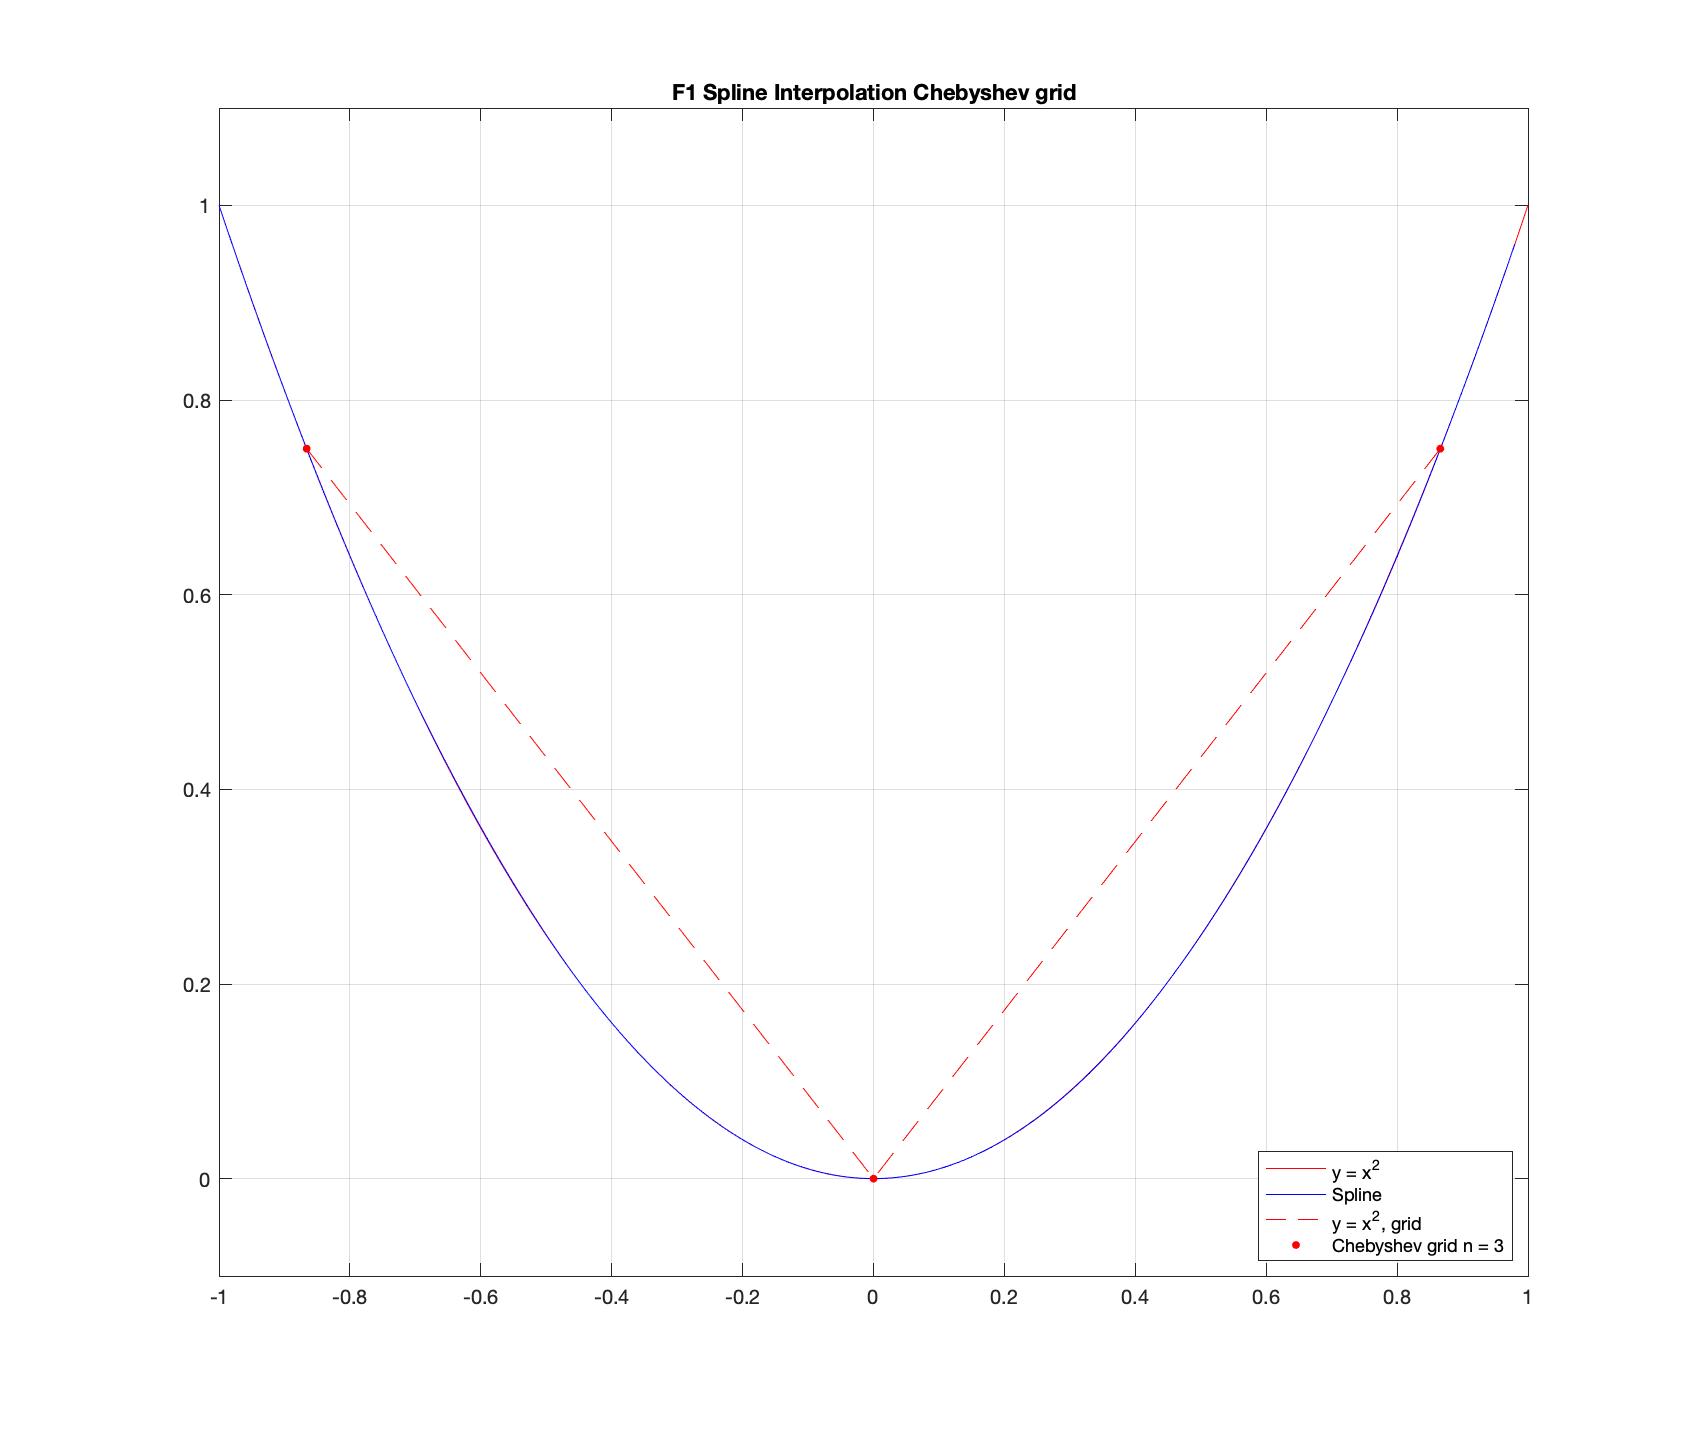 F1 Spline Interpolation Chebyshev grid
1
0.8
0.6
0.4
0.2
0
-1 -0.8 -0.6 -0.4 -0.2 0 0.2 0.4 0.6 0.8 1
y = x²
Spline
y = x², grid
Chebyshev grid n = 3